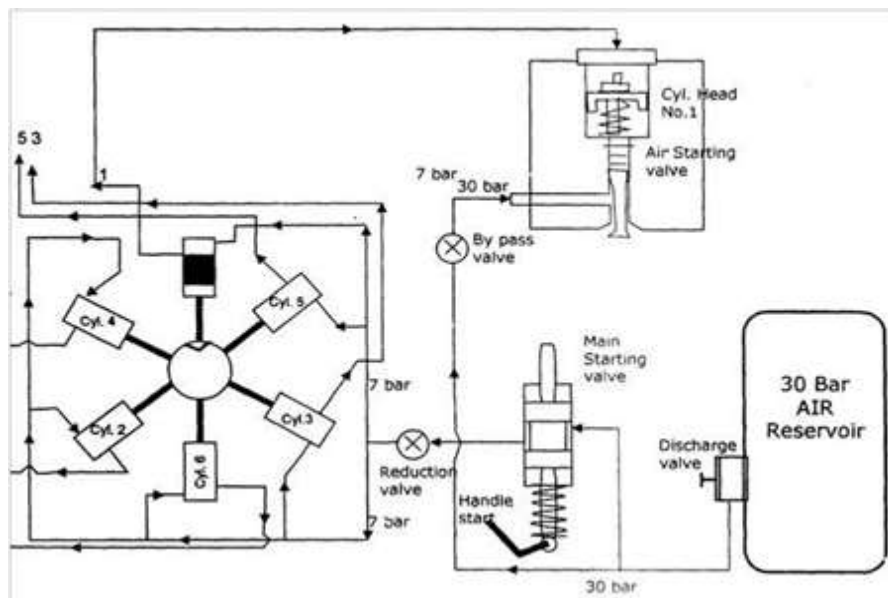 5 3
1
Cyl. Head
No.1
Air Starting
valve
7 bar
30 bar
By pass
valve
Cyl. 4
Cyl. 5
Cyl. 2
Cyl.3
Cyl. 6
7 bar
7 bar
Reduction
valve
Main
Starting
valve
Handle
start
Discharge
valve
30 Bar
AIR
Reservoir
30 bar